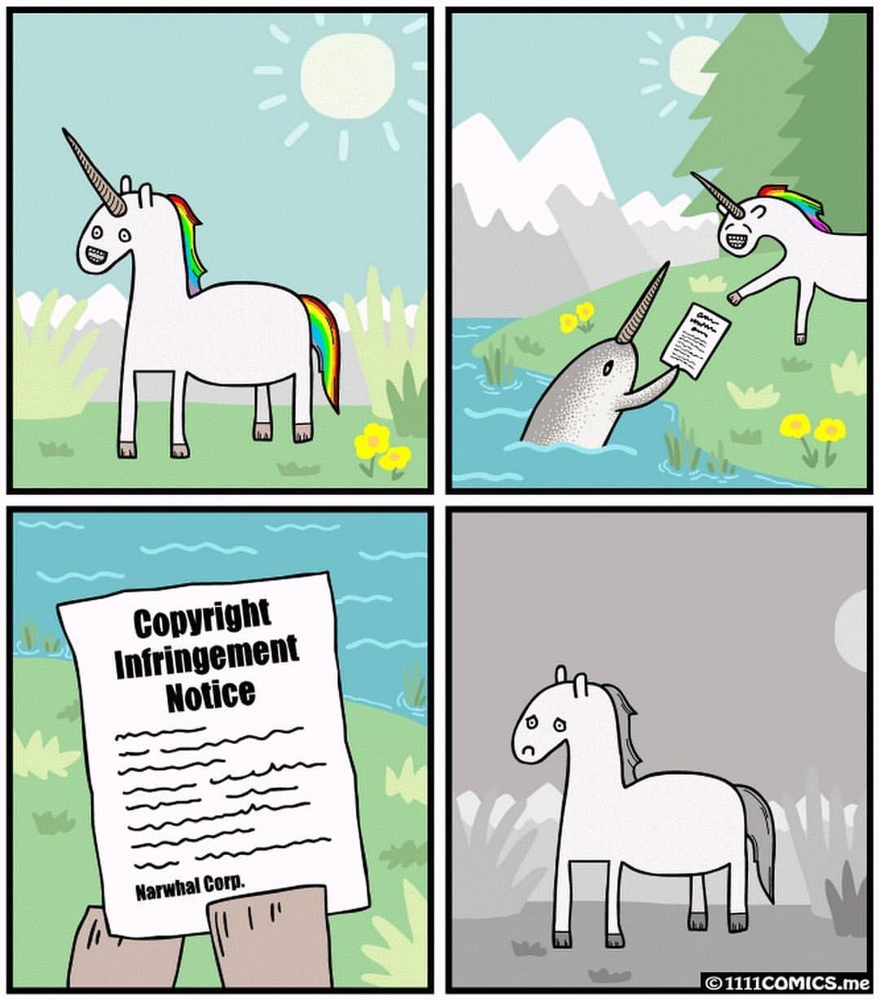 Copyright
Infringement
Notice
Narwhal Corp.
©1111COMICS.me